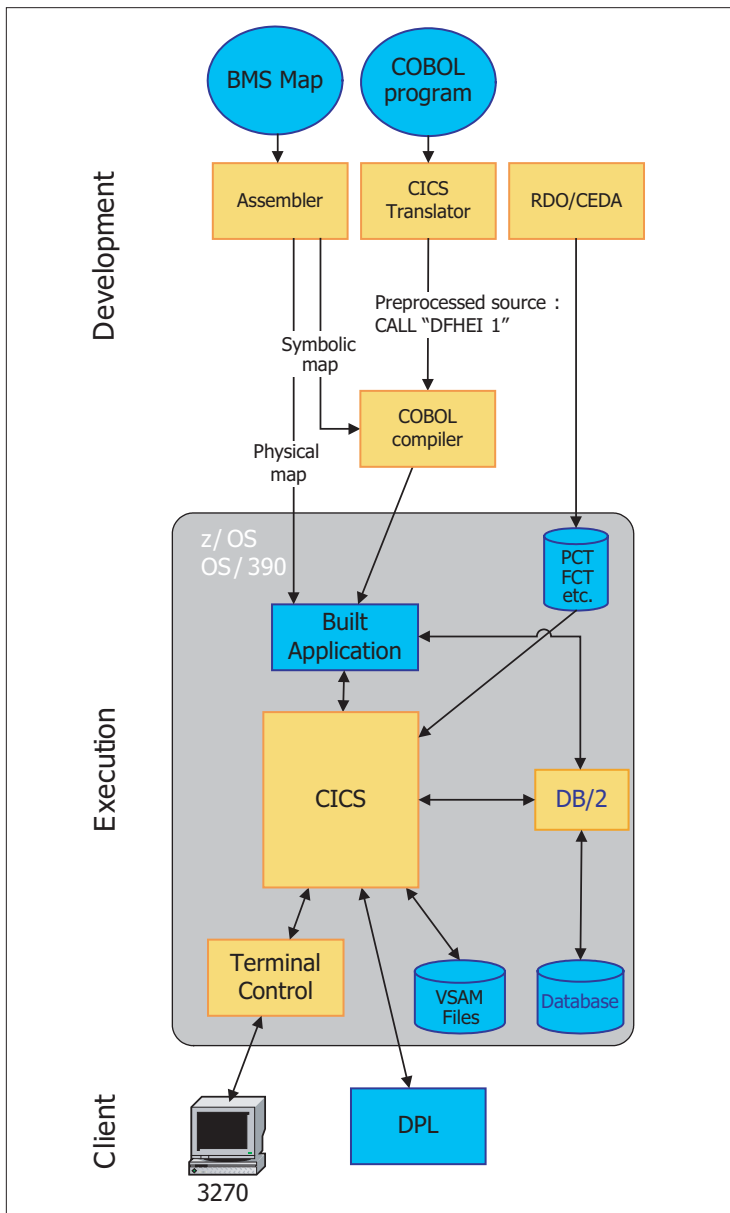 BMS Map
COBOL
program
Development
Assembler
CICS
Translator
RDO/CEDA
Preprocessed source :
CALL “DFHEI 1”
Symbolic
map
COBOL
compiler
Physical
map
Execution
z/ OS
OS/ 390
PCT
FCT
etc.
Built
Application
CICS
DB/2
Terminal
Control
VSAM
Files
Database
Client
3270
DPL